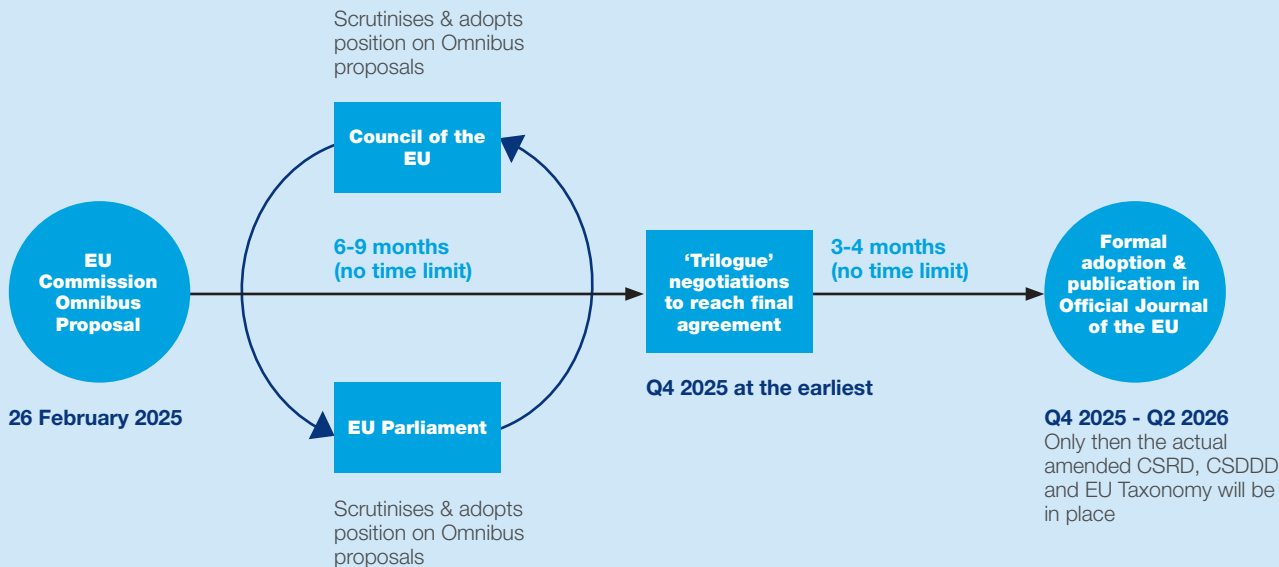 Scrutinises & adopts
position on Omnibus
proposals
Council of the
EU
EU
Commission
Omnibus
Proposal
26 February 2025
6-9 months
(no time limit)
EU Parliament
Scrutinises & adopts
position on Omnibus
proposals
‘Trilogue’
negotiations
to reach final
agreement
Q4 2025 at the earliest
3-4 months
(no time limit)
Formal
adoption &
publication in
Official Journal
of the EU
Q4 2025 - Q2 2026
Only then the actual
amended CSRD, CSDDD
and EU Taxonomy will be
in place